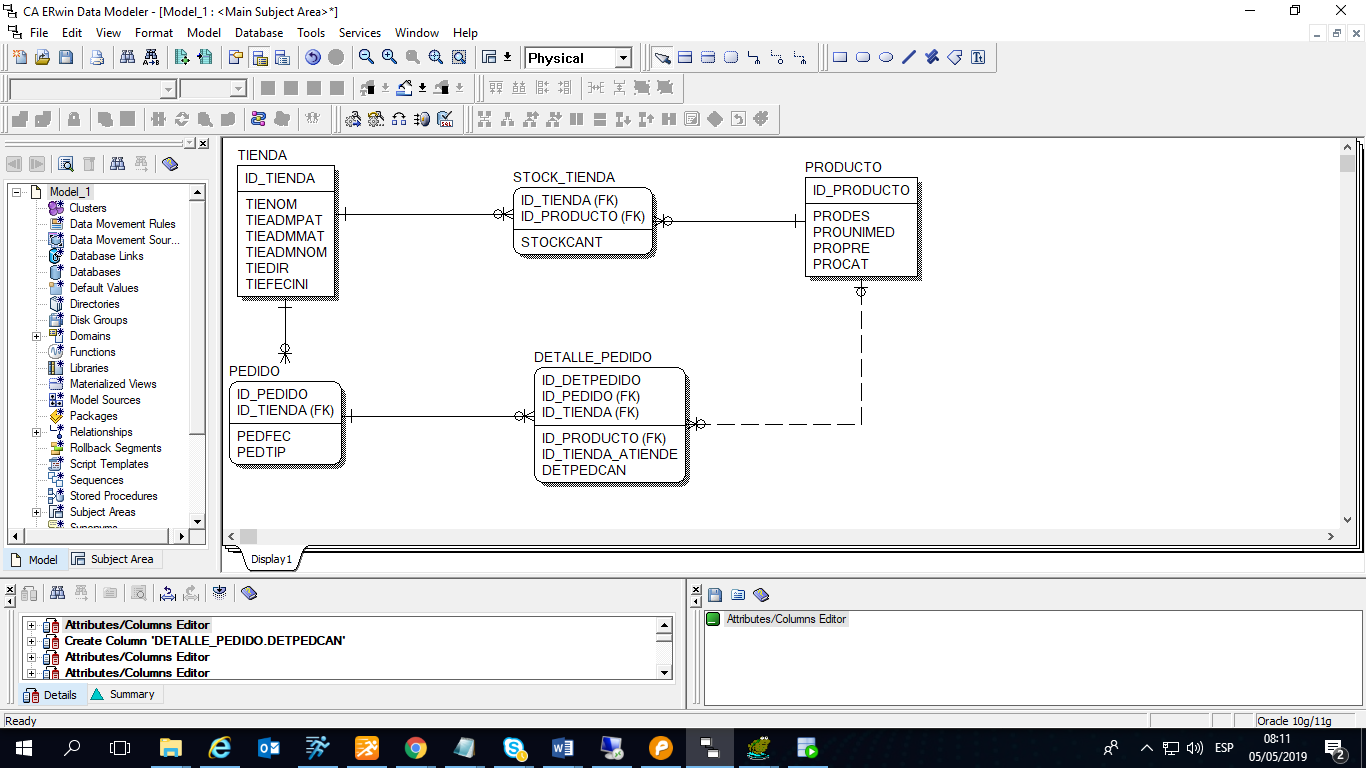 CA ERwin Data Modeler - [Model_1 : <Main Subject Area>*]
File Edit View Format Model Database Tools Services Window Help
Physical
Model_1
Clusters
Data Movement Rules
Data Movement Sour...
Database Links
Databases
Default Values
Directories
Disk Groups
Domains
Functions
Libraries
Materialized Views
Model Sources
Packages
Relationships
Rollback Segments
Script Templates
Sequences
Stored Procedures
Subject Areas
Synonyms
Model Subject Area
TIENDA
ID_TIENDA
TIENOM
TIEADMPAT
TIEADMMAT
TIEADMNOM
TIEDIR
TIEFECINI
STOCK_TIENDA
ID_TIENDA (FK)
ID_PRODUCTO (FK)
STOCKCANT
PRODUCTO
ID_PRODUCTO
PRODES
PROUNIMED
PROPRE
PROCAT
PEDIDO
ID_PEDIDO
ID_TIENDA (FK)
PEDFEC
PEDTIP
DETALLE_PEDIDO
ID_DETPEDIDO
ID_PEDIDO (FK)
ID_TIENDA (FK)
ID_PRODUCTO (FK)
ID_TIENDA_ATIENDE
DETPEDCAN
Display1
Attributes/Columns Editor
Create Column 'DETALLE_PEDIDO.DETPEDCAN'
Attributes/Columns Editor
Attributes/Columns Editor
Details Summary
Attributes/Columns Editor
Ready
Oracle 10g/11g
ESP
08:11
05/05/2019
2